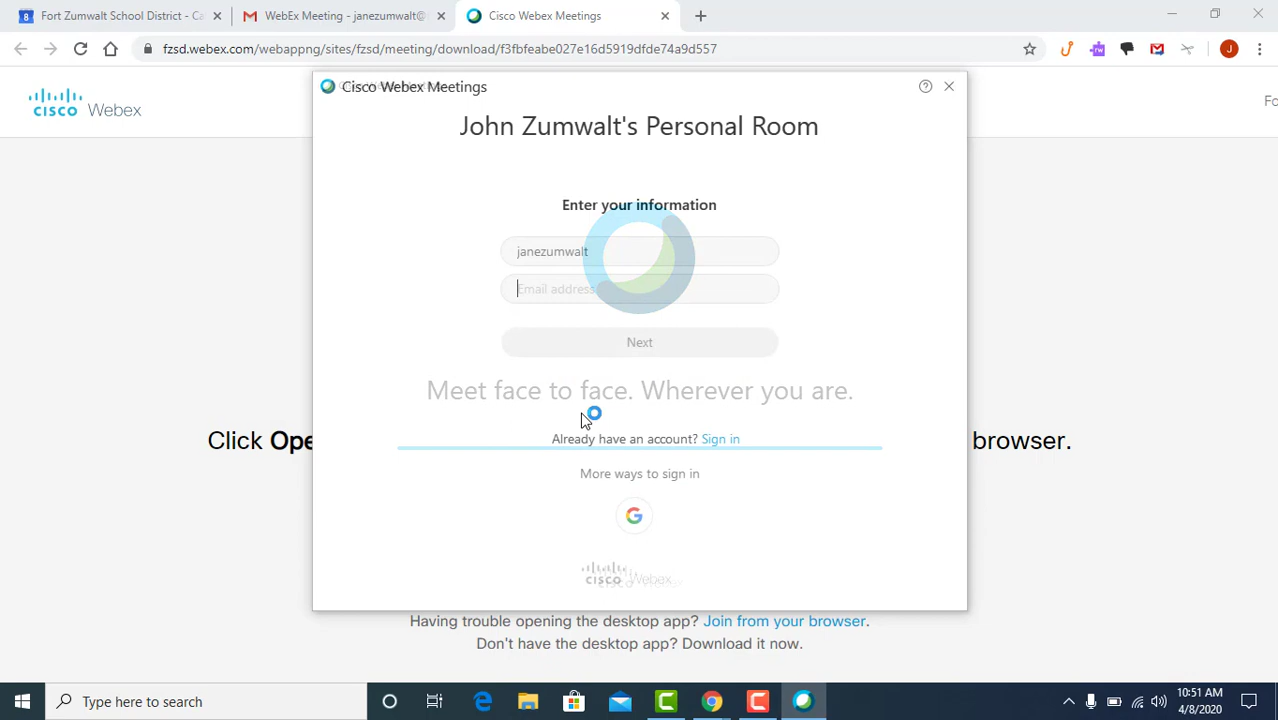 Fort Zumwalt School District - Ca
WebEx Meeting - janezumwalt@
Cisco Webex Meetings
fzsd.webex.com/webappng/sites/fzsd/meeting/download/f3fbfeabe027e16d5919dfde74a9d557
J
cisco Webex
Fo
Cisco Webex Meetings
John Zumwalt's Personal Room
Enter your information
janezumwalt
Email address
Next
Meet face to face. Wherever you are.
Click Ope
browser.
Already have an account? Sign in
More ways to sign in
G
cisco Webex
Having trouble opening the desktop app? Join from your browser.
Don't have the desktop app? Download it now.
Type here to search
10:51 AM
4/8/2020